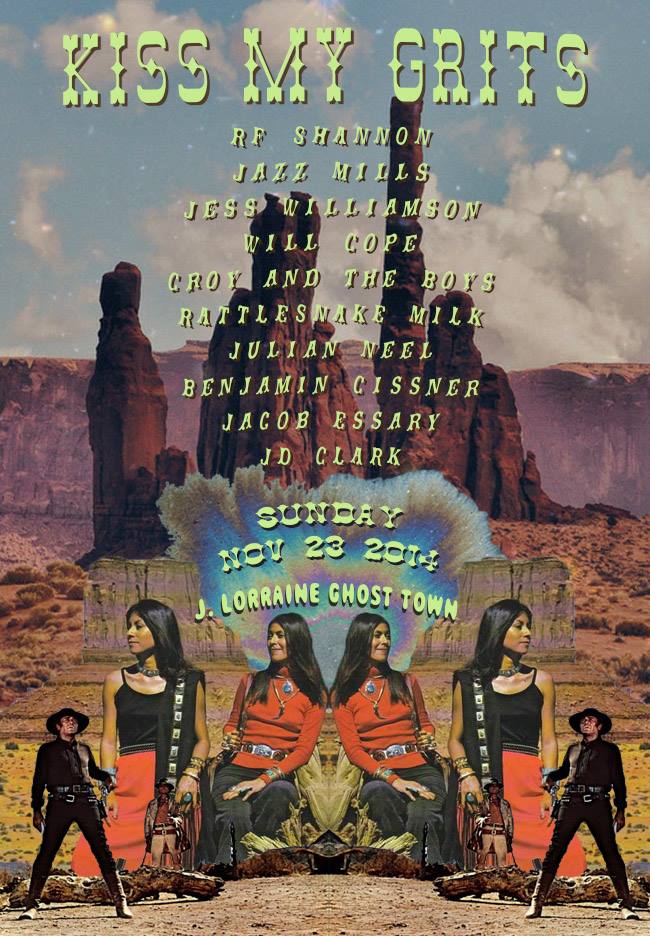 KISS MY GRITS
RF SHANNON
JAZZ MILLS
JESS WILLIAMSON
WILL COPE
CROY AND THE BOYS
RATTLESNAKE MILK
JULIAN NEEL
BENJAMIN CISSNER
JACOB ESSARY
JD CLARK
SUNDAY
NOV 23 2014
J. LORRAINE GHOST TOWN